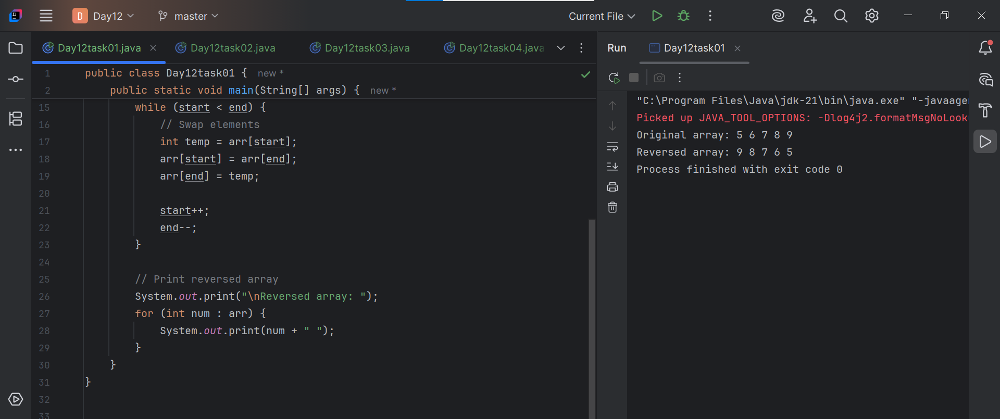 D Day12 master Current File
Day12task01.java Day12task02.java Day12task03.java Day12task04.java
1 public class Day12task01 { new *
2 public static void main(String[] args) { new *
15 while (start < end) {
16 // Swap elements
17 int temp = arr[start];
18 arr[start] = arr[end];
19 arr[end] = temp;
20
21 start++;
22 end--;
23 }
24
25 // Print reversed array
26 System.out.print("\nReversed array: ");
27 for (int num : arr) {
28 System.out.print(num + " ");
29 }
30 }
31 }
32
33
Run Day12task01
"C:\Program Files\Java\jdk-21\bin\java.exe" "-javaage
Picked up JAVA_TOOL_OPTIONS: -Dlog4j2.formatMsgNoLook
Original array: 5 6 7 8 9
Reversed array: 9 8 7 6 5
Process finished with exit code 0